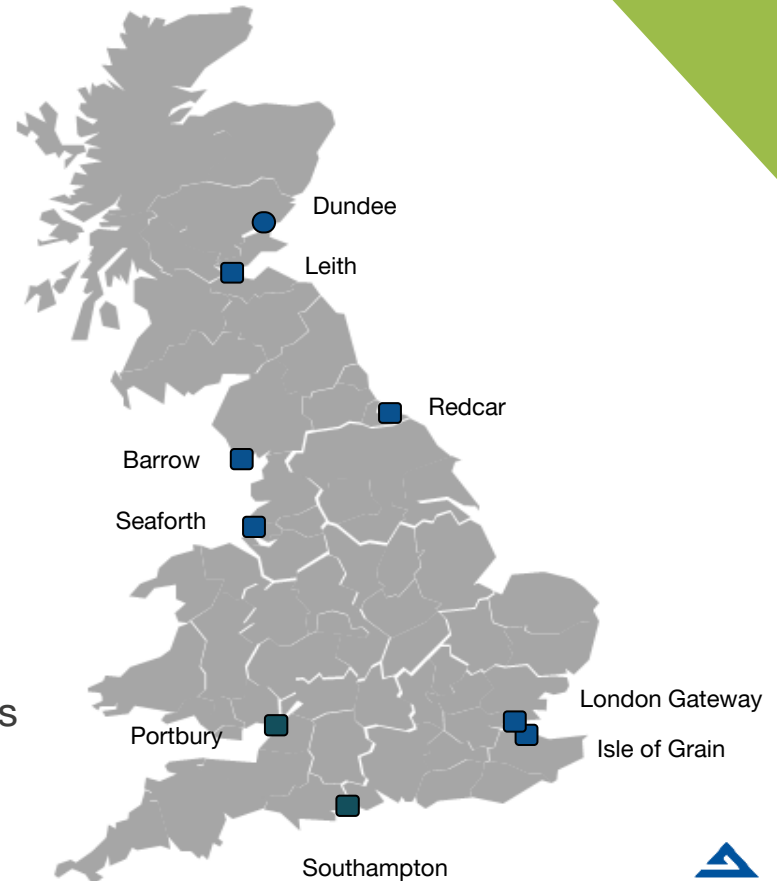 Dundee
Leith
Redcar
Barrow
Seaforth
London Gateway
s
Portbury
Isle of Grain
Southampton